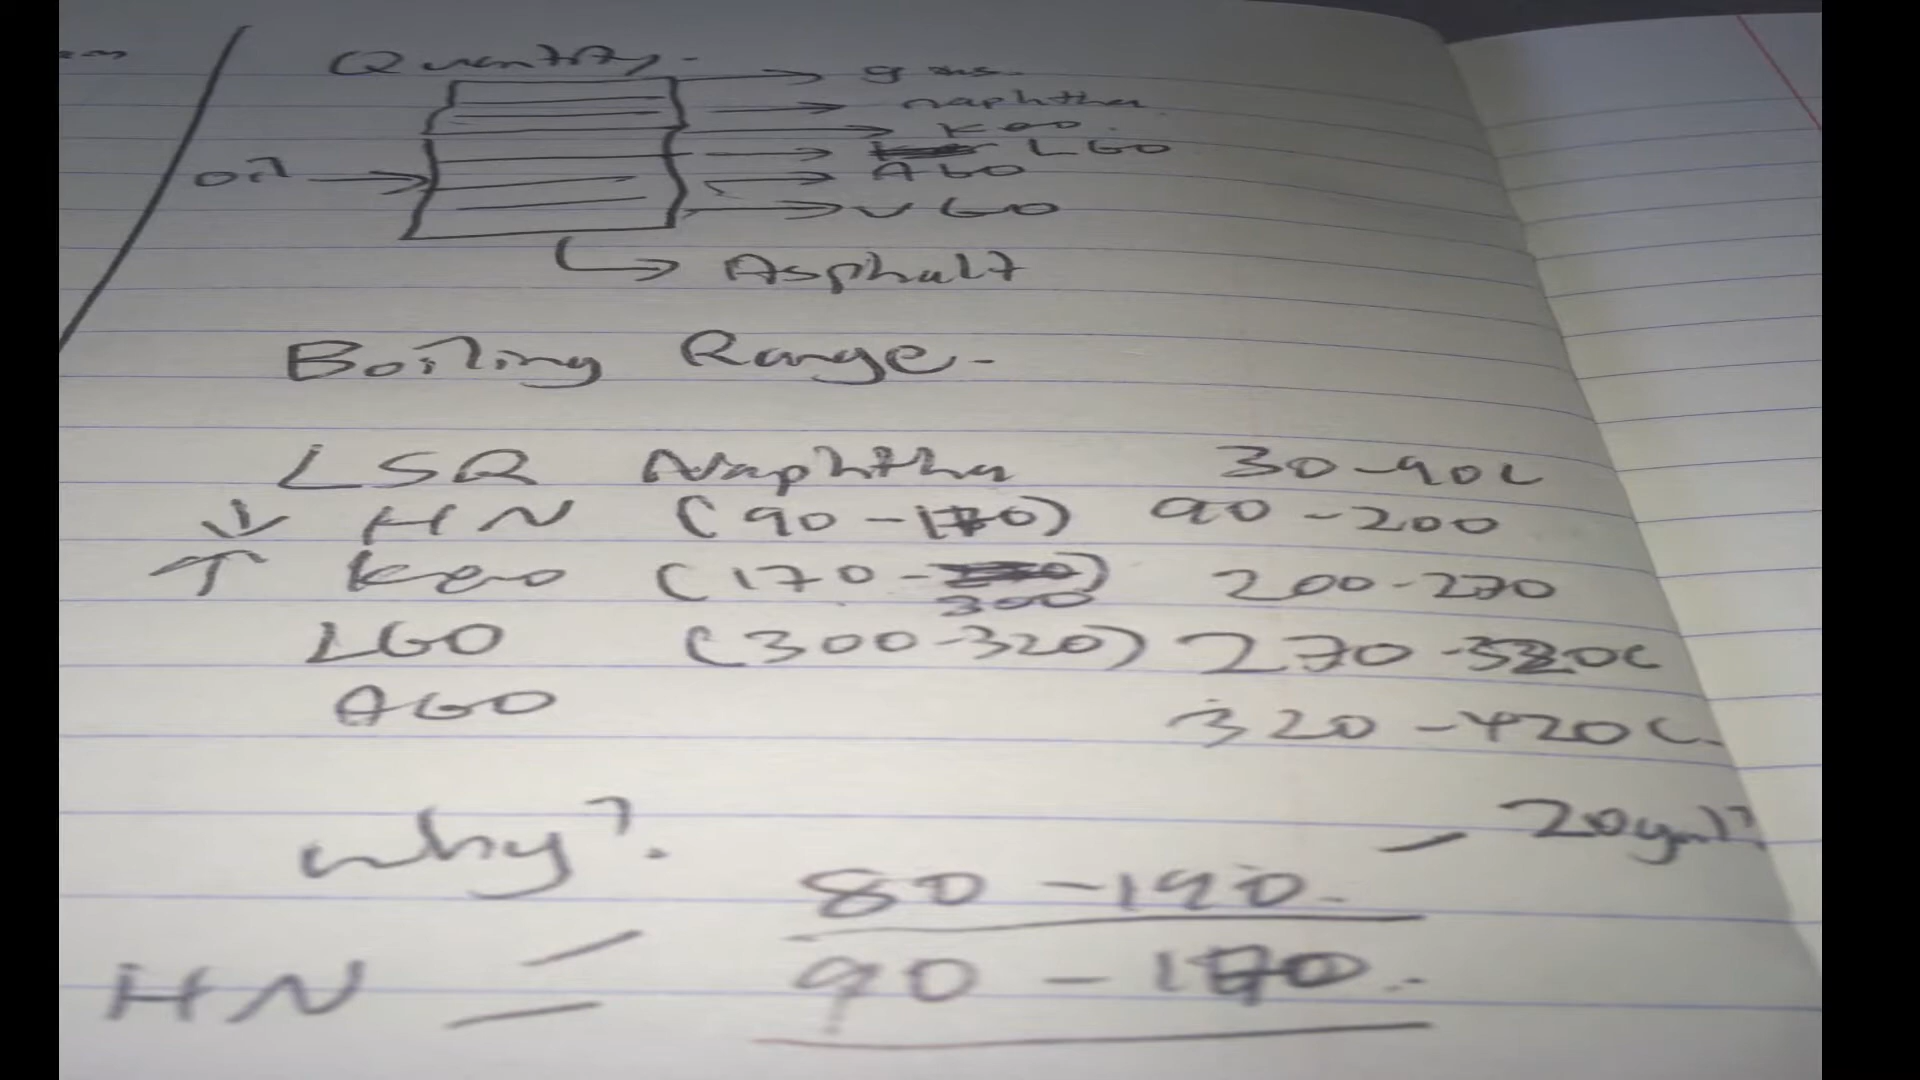 Quantity.
gas.
naphtha
Keo.
LGO
Oil
AGO
VGO
Asphalt
Boiling Range-
LSR Naphtha 30-90C
HN (90-170) 90-200
Keo (170-300) 200-270
LGO (300-320) 270-320C
AGO 320-420C.
Why?
80-190.
HN = 90-170.